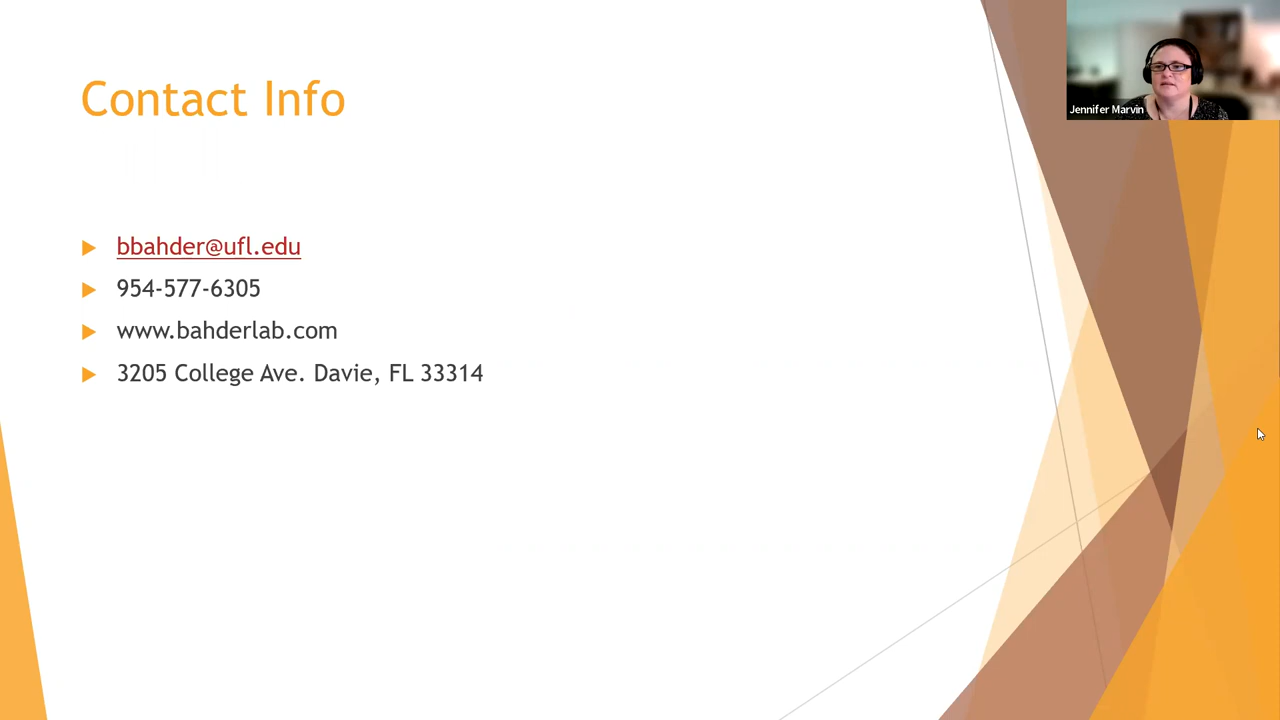 Contact Info
Jennifer Marvin
bbahder@ufl.edu
954-577-6305
www.bahderlab.com
3205 College Ave. Davie, FL 33314